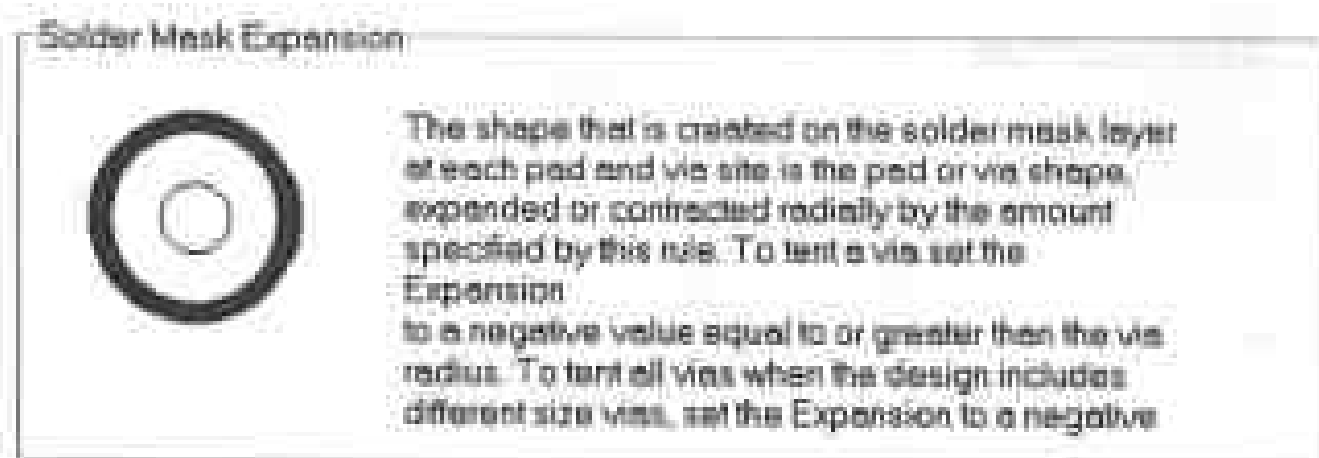 Solder Mask Expansion
The shape that is created on the solder mask layer
at each pad and via site is the pad or via shape,
expanded or contracted radially by the amount
specified by this rule. To tent a via set the
Expansion
to a negative value equal to or greater than the via
radius. To tent all vias when the design includes
different size vias, set the Expansion to a negative